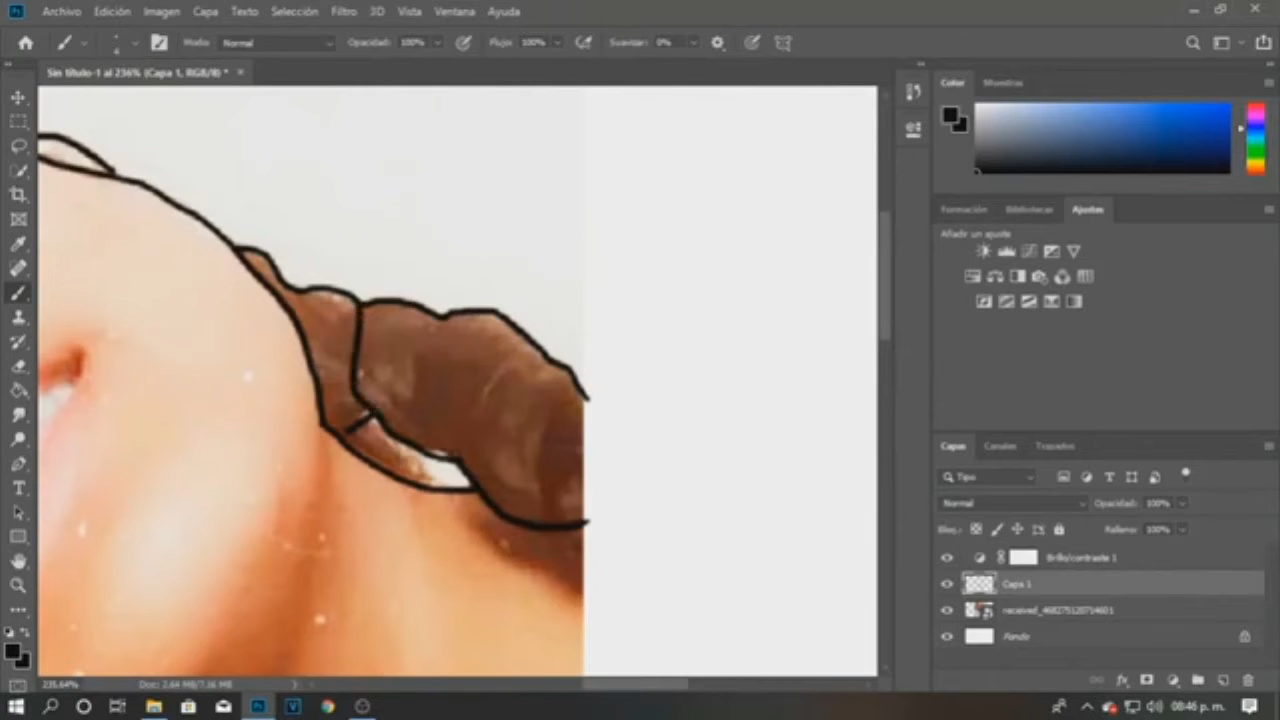 Archivo Edición Imagen Capa Texto Selección Filtro 3D Vista Ventana Ayuda
Modo: Normal Opacidad: 100% Flujo: 100% Suavizar: 0%
Sin título-1 al 236% (Capa 1, RGB/8) * ×
Color Muestras
Formación Bibliotecas Ajustes
Añadir un ajuste
Capas Canales Trazados
Tipo
Normal Opacidad: 100%
Bloq.: Relleno: 100%
Brillo/contraste 1
Capa 1
received_468275120714601
Fondo
235.64% Doc: 2.64 MB/7.16 MB
08:46 p. m.